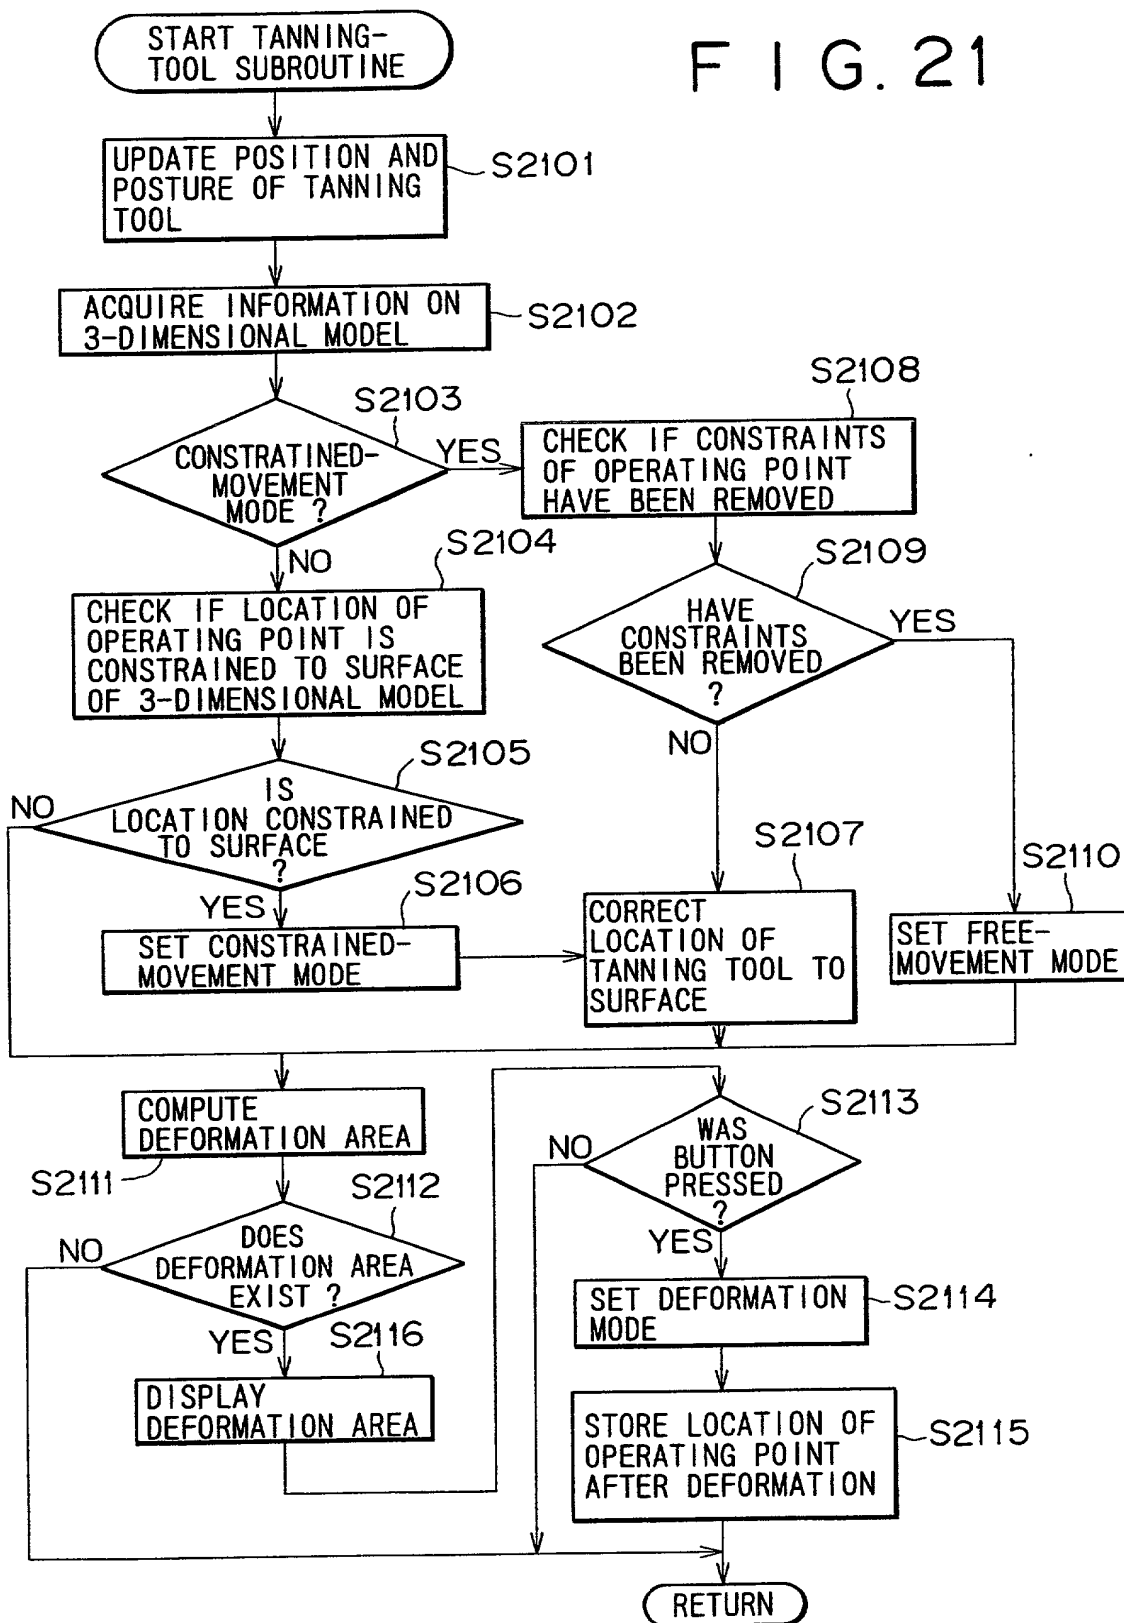 START TANNING-
TOOL SUBROUTINE
FIG. 21
UPDATE POSITION AND
POSTURE OF TANNING
TOOL
S2101
ACQUIRE INFORMATION ON
3-DIMENSIONAL MODEL
S2102
S2103
CONSTRATINED-
MOVEMENT
MODE ?
YES
NO
S2108
CHECK IF CONSTRAINTS
OF OPERATING POINT
HAVE BEEN REMOVED
S2104
CHECK IF LOCATION OF
OPERATING POINT IS
CONSTRAINED TO SURFACE
OF 3-DIMENSIONAL MODEL
S2109
HAVE
CONSTRAINTS
BEEN REMOVED
?
YES
NO
S2105
IS
LOCATION CONSTRAINED
TO SURFACE
?
NO
YES
S2106
SET CONSTRAINED-
MOVEMENT MODE
S2107
CORRECT
LOCATION OF
TANNING TOOL TO
SURFACE
S2110
SET FREE-
MOVEMENT MODE
COMPUTE
DEFORMATION AREA
S2111
S2112
DOES
DEFORMATION AREA
EXIST ?
NO
YES
S2116
DISPLAY
DEFORMATION AREA
S2113
WAS
BUTTON
PRESSED
?
NO
YES
SET DEFORMATION
MODE
S2114
STORE LOCATION OF
OPERATING POINT
AFTER DEFORMATION
S2115
RETURN